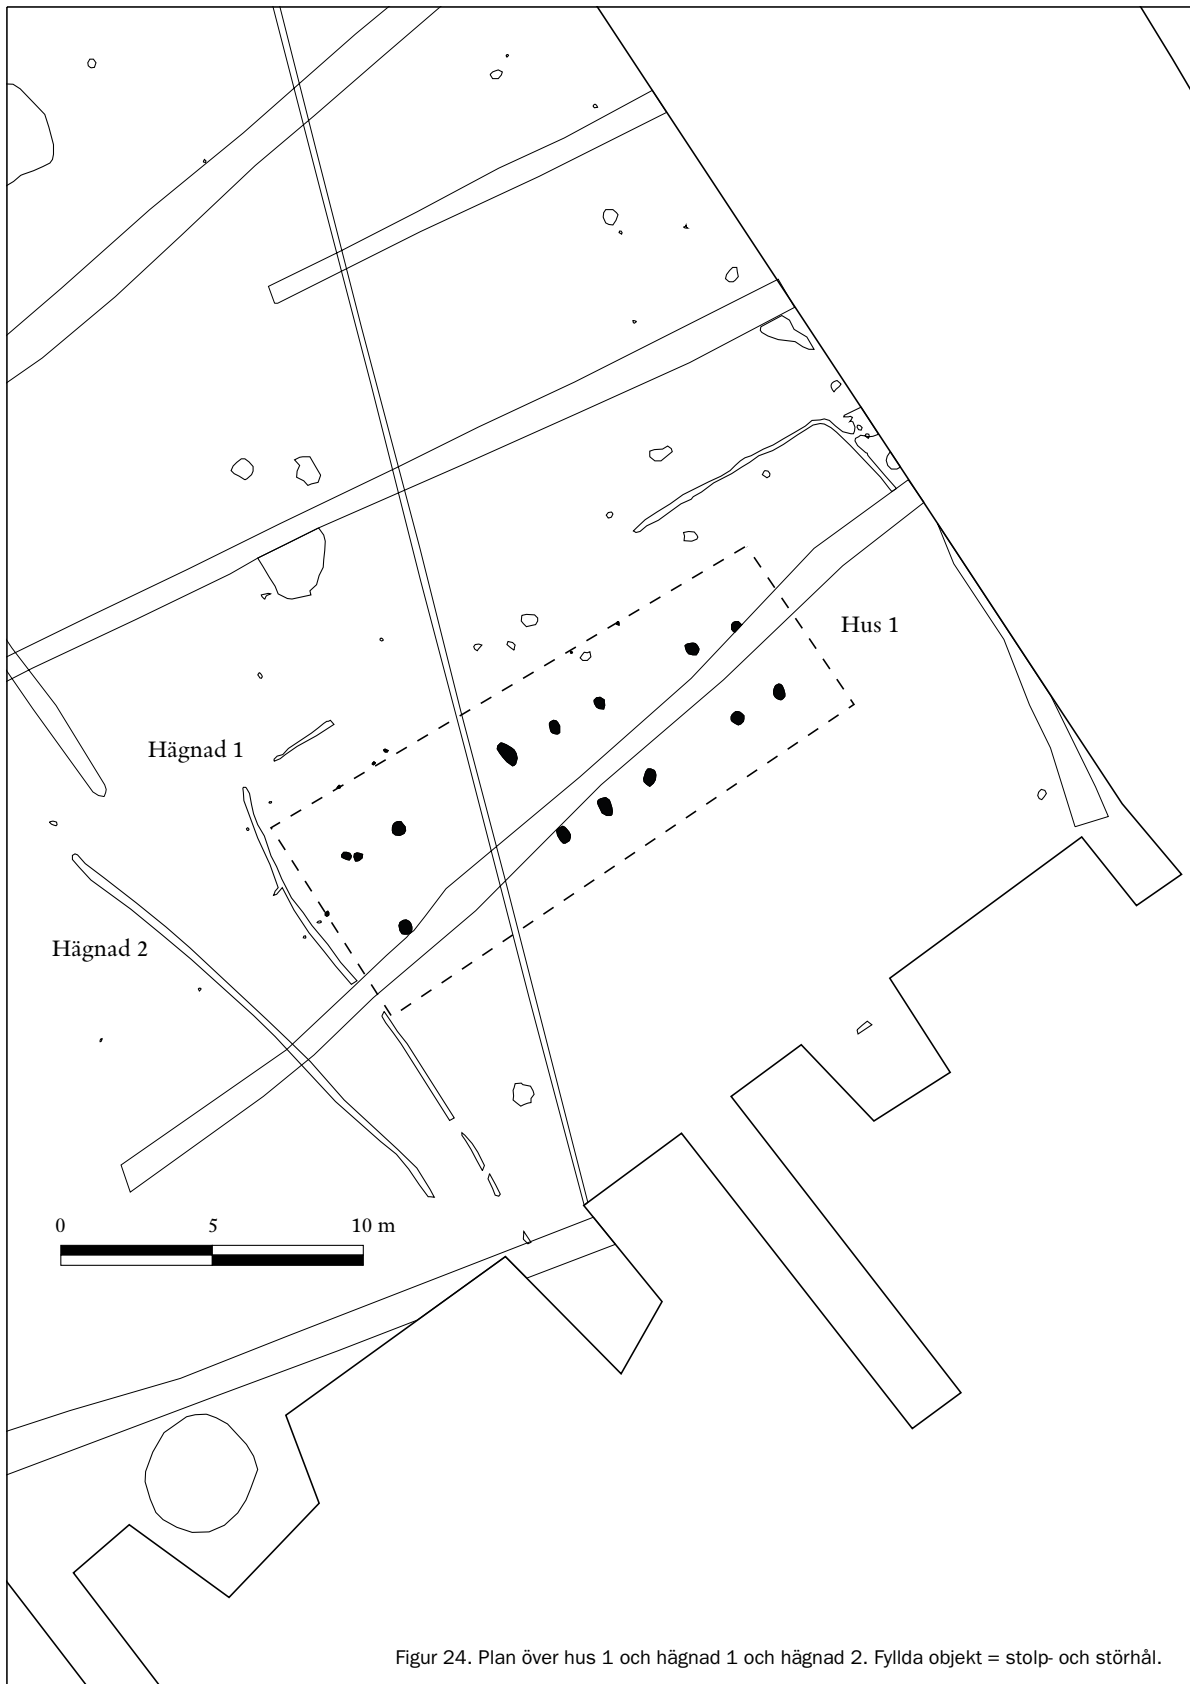 Hus 1
Hägnad 1
Hägnad 2
0 5 10 m
Figur 24. Plan över hus 1 och hägnad 1 och hägnad 2. Fyllda objekt = stolp- och störhål.